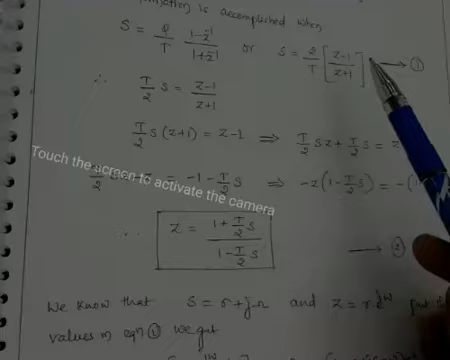 is accomplished when
S = 2/T (1-z⁻¹)/(1+z⁻¹) or S = 2/T [(z-1)/(z+1)] → ①
∴ T/2 S = (z-1)/(z+1)
T/2 S(z+1) = z-1 ⟹ T/2 Sz + T/2 S = z
= -1 - T/2 S ⟹ -z(1 - T/2 S) = -(1
Touch the screen to activate the camera
z = (1 + T/2 S)/(1 - T/2 S) → ②
We know that S = σ+jΩ and z = r.e^jω put
values in eqn ② we get